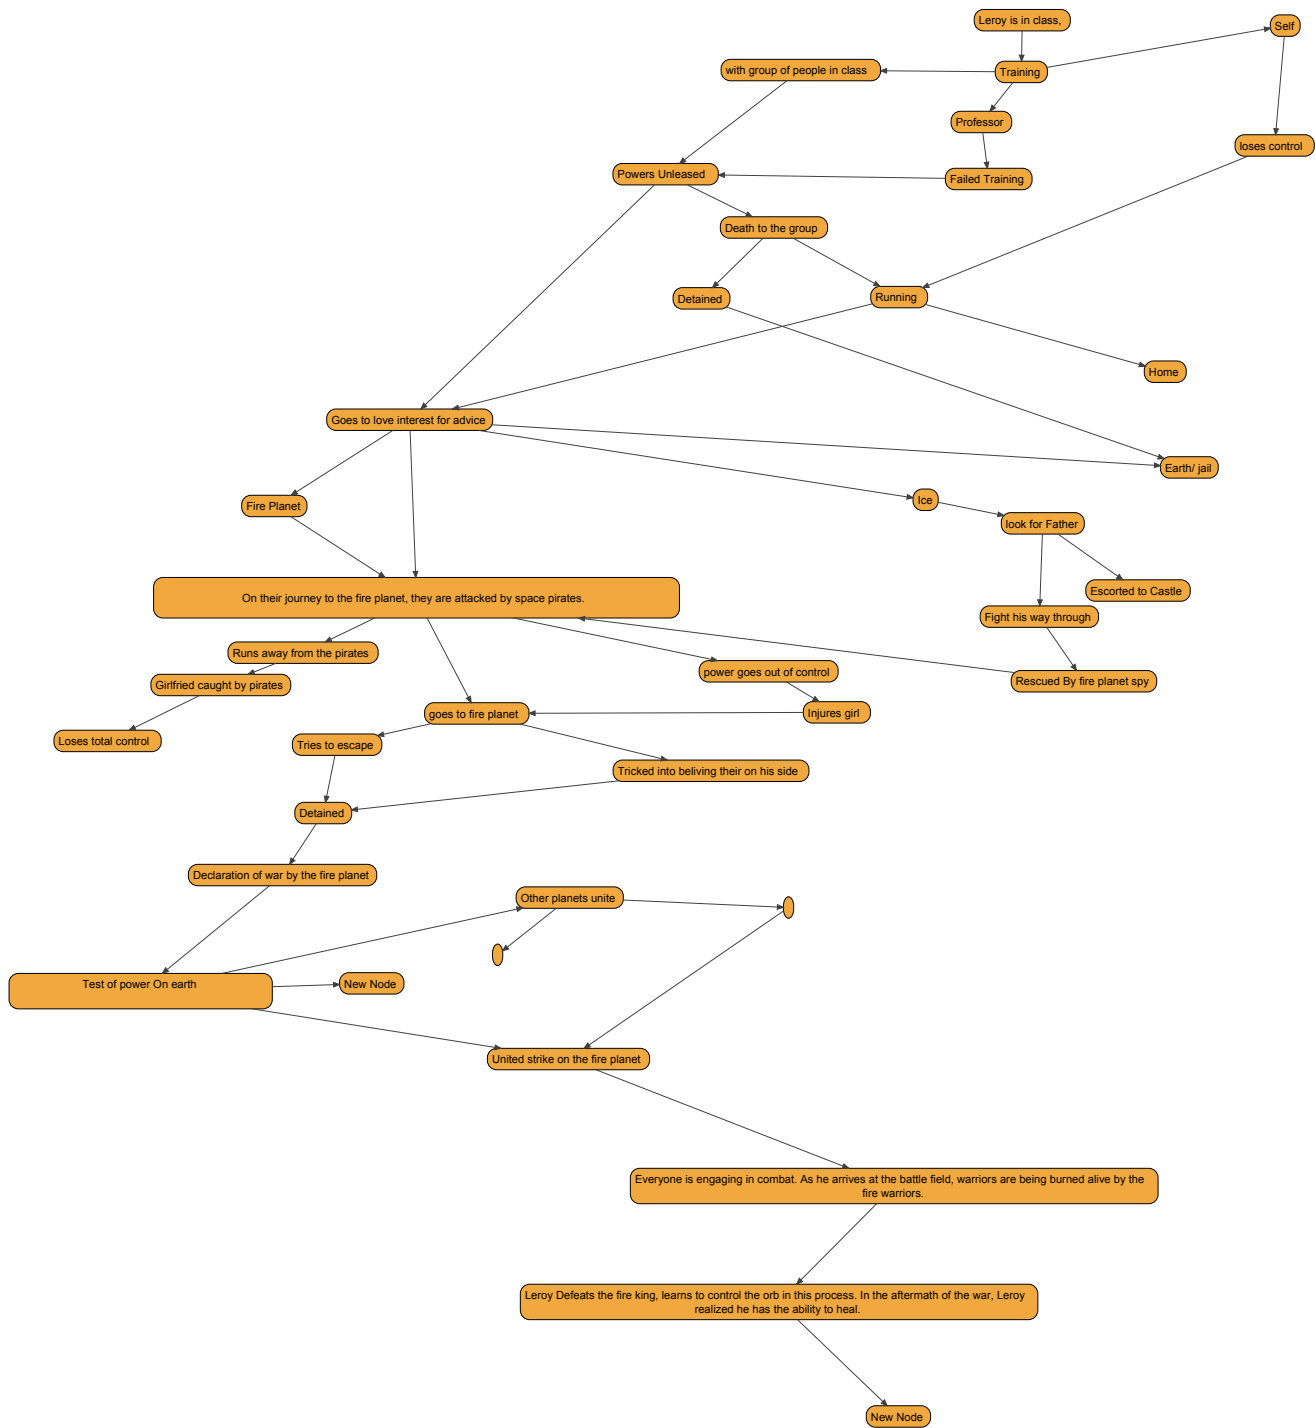 Leroy is in class,
Self
with group of people in class
Training
Professor
loses control
Powers Unleased
Failed Training
Death to the group
Detained
Running
Home
Goes to love interest for advice
Earth/ jail
Fire Planet
Ice
look for Father
On their journey to the fire planet, they are attacked by space pirates.
Escorted to Castle
Fight his way through
Runs away from the pirates
power goes out of control
Rescued By fire planet spy
Girlfried caught by pirates
goes to fire planet
Injures girl
Loses total control
Tries to escape
Tricked into beliving their on his side
Detained
Declaration of war by the fire planet
Other planets unite
Test of power On earth
New Node
United strike on the fire planet
Everyone is engaging in combat. As he arrives at the battle field, warriors are being burned alive by the
fire warriors.
Leroy Defeats the fire king, learns to control the orb in this process. In the aftermath of the war, Leroy
realized he has the ability to heal.
New Node